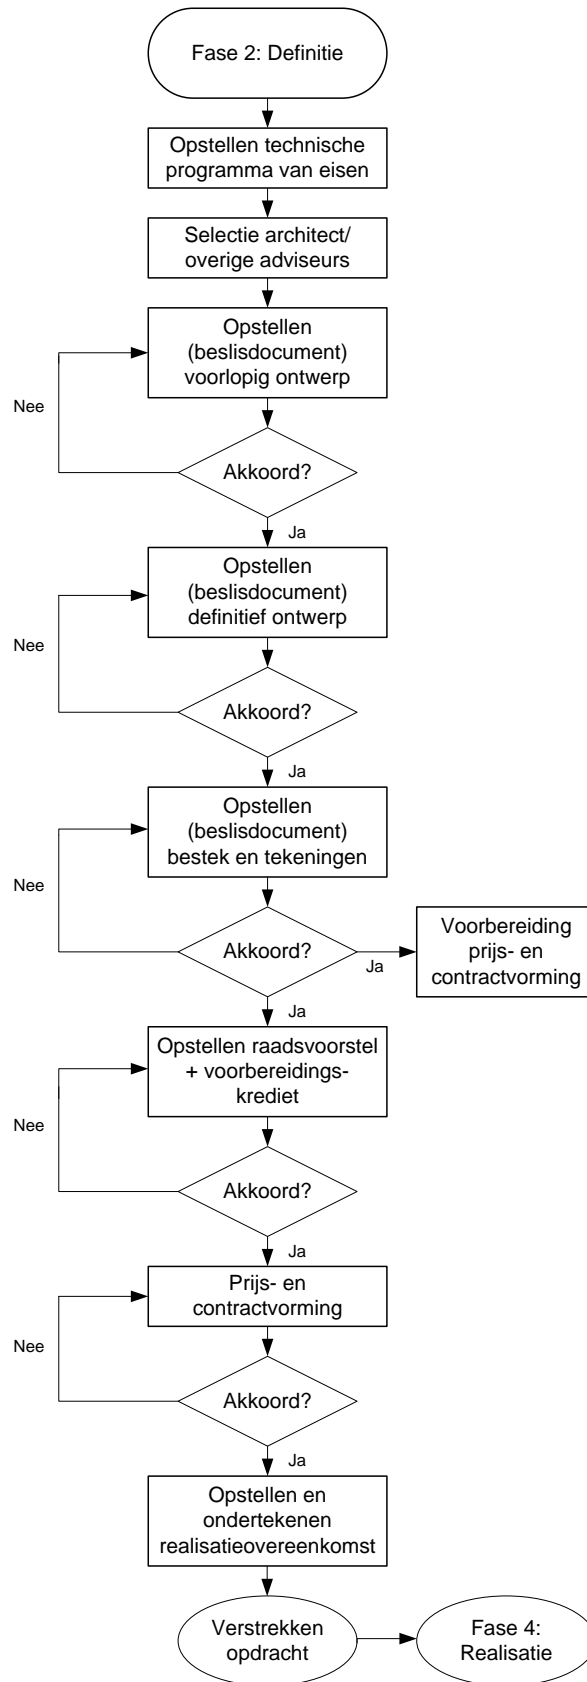 Fase 2: Definitie
Opstellen technische
programma van eisen
Selectie architect/
overige adviseurs
Opstellen
(beslisdocument)
voorlopig ontwerp
Nee
Akkoord?
Ja
Opstellen
(beslisdocument)
definitief ontwerp
Nee
Akkoord?
Ja
Opstellen
(beslisdocument)
bestek en tekeningen
Nee
Akkoord?
Ja
Voorbereiding
prijs- en
contractvorming
Ja
Opstellen raadsvoorstel
+ voorbereidings-
krediet
Nee
Akkoord?
Ja
Prijs- en
contractvorming
Nee
Akkoord?
Ja
Opstellen en
ondertekenen
realisatieovereenkomst
Verstrekken
opdracht
Fase 4:
Realisatie